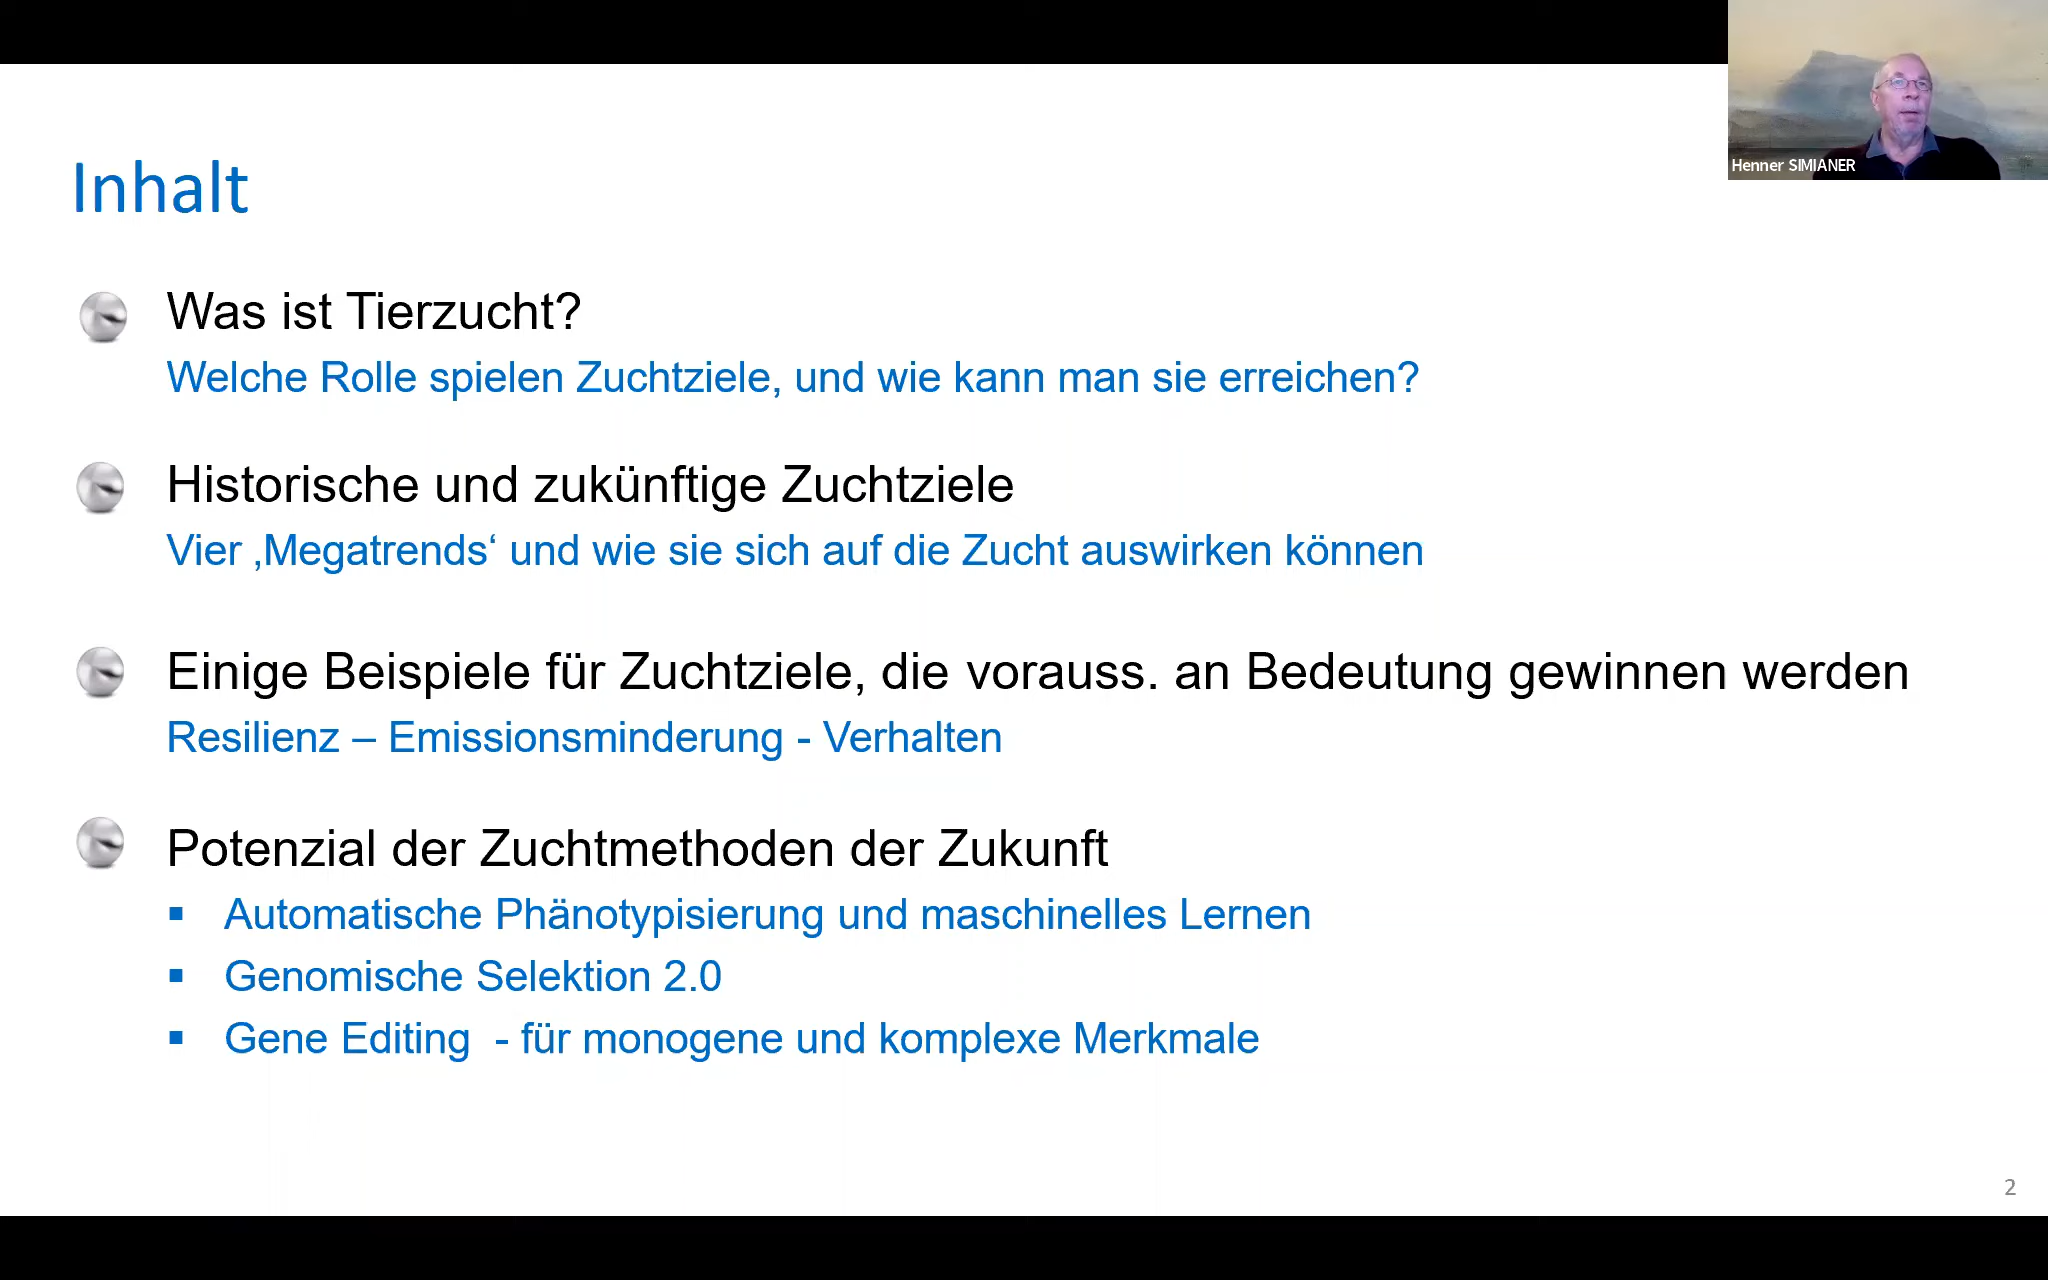 Henner SIMIANER
Inhalt
Was ist Tierzucht?
Welche Rolle spielen Zuchtziele, und wie kann man sie erreichen?
Historische und zukünftige Zuchtziele
Vier ‚Megatrends‘ und wie sie sich auf die Zucht auswirken können
Einige Beispiele für Zuchtziele, die vorauss. an Bedeutung gewinnen werden
Resilienz – Emissionsminderung - Verhalten
Potenzial der Zuchtmethoden der Zukunft
▪ Automatische Phänotypisierung und maschinelles Lernen
▪ Genomische Selektion 2.0
▪ Gene Editing - für monogene und komplexe Merkmale
2